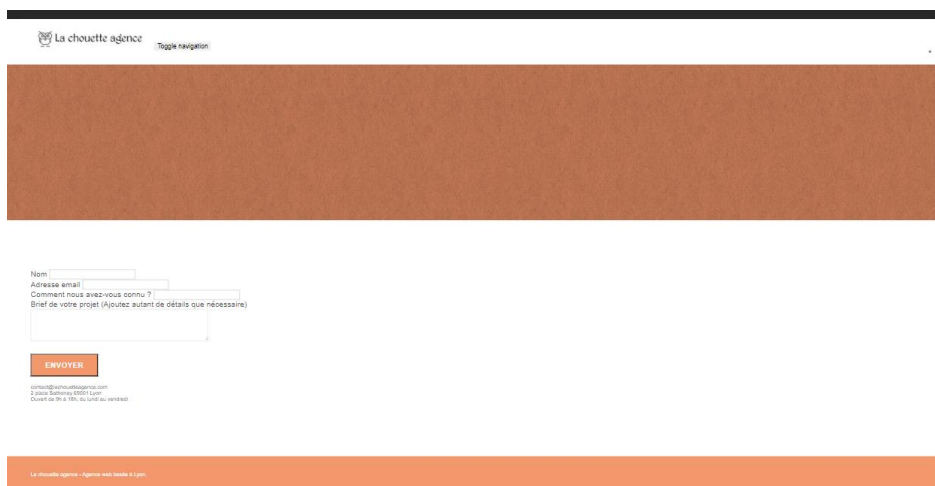 La chouette agence
Toggle navigation
Nom
Adresse email
Comment nous avez-vous connu ?
Brief de votre projet (Ajoutez autant de détails que nécessaire)
ENVOYER
contact@lachouetteagence.com
2 place Sathonay 69001 Lyon
Ouvert de 9h à 18h, du lundi au vendredi
La chouette agence - Agence web basée à Lyon